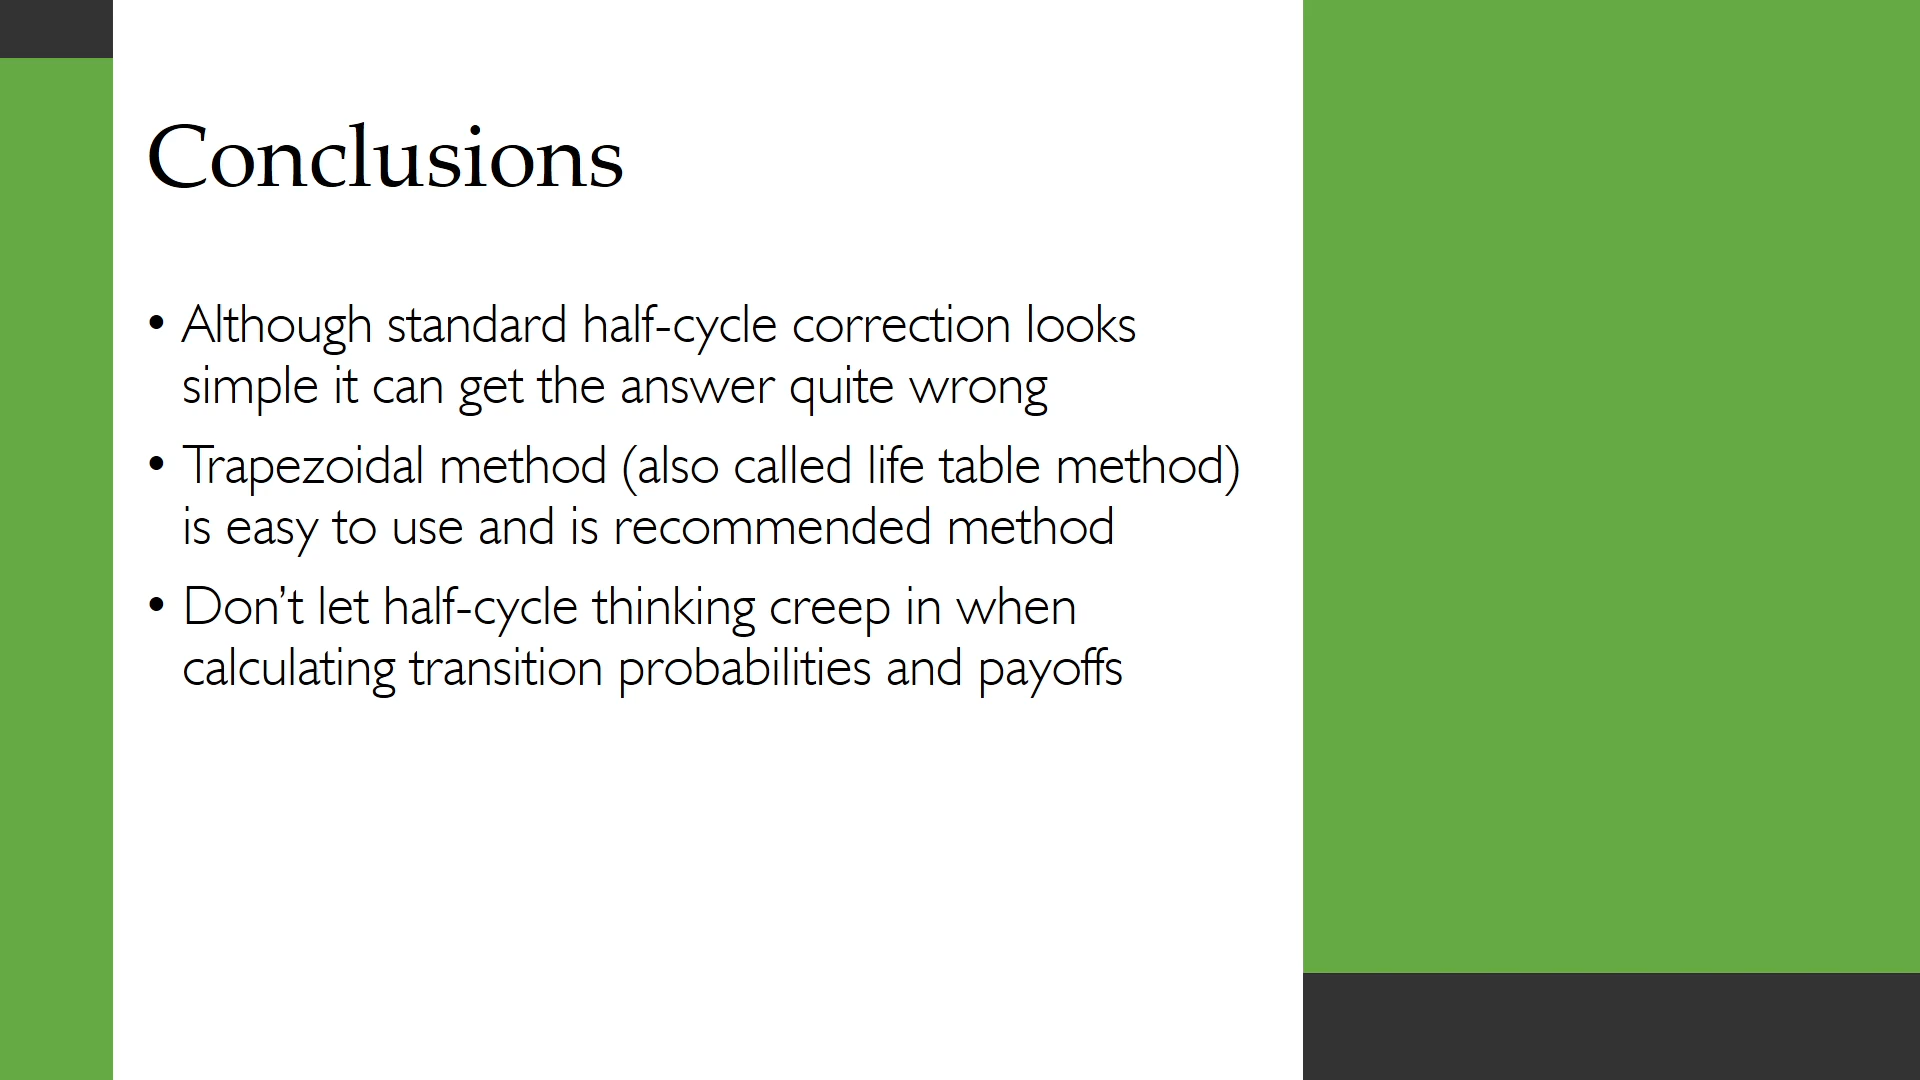 Conclusions
• Although standard half-cycle correction looks
simple it can get the answer quite wrong
• Trapezoidal method (also called life table method)
is easy to use and is recommended method
• Don’t let half-cycle thinking creep in when
calculating transition probabilities and payoffs